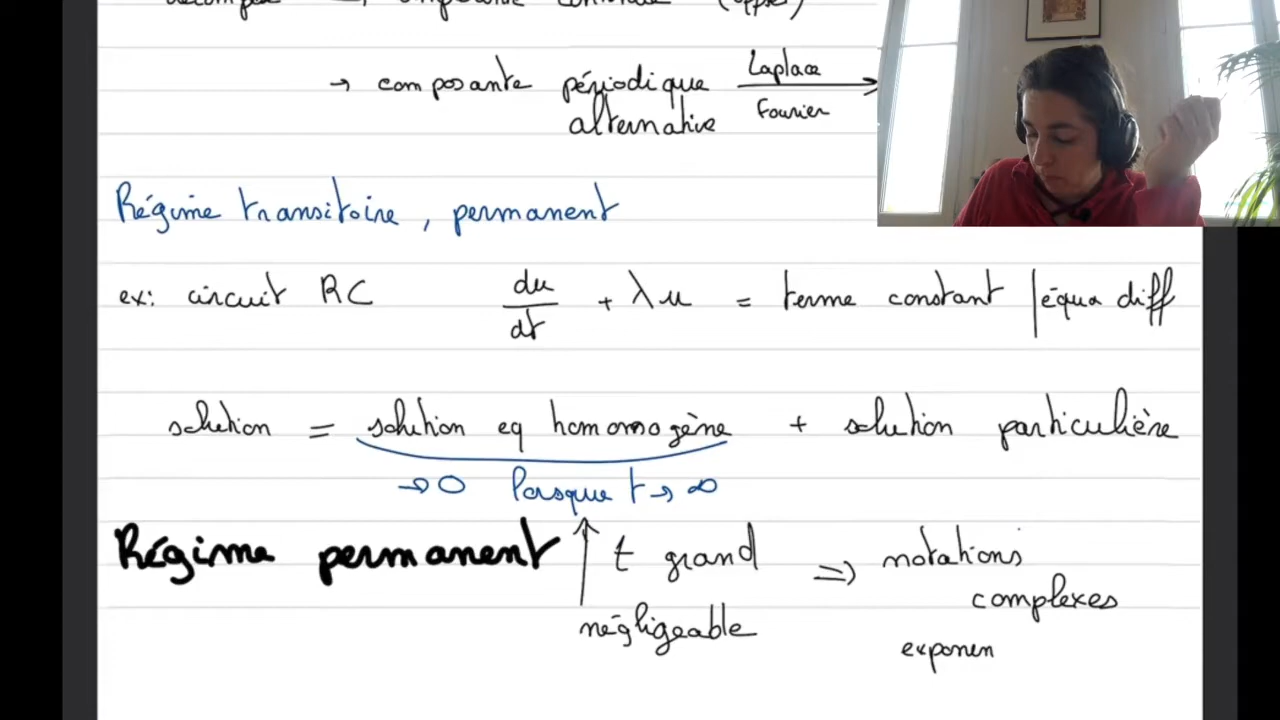 composante périodique Laplace
alternative Fourier
Régime transitoire, permanent
ex: circuit RC du/dt + λu = terme constant | équa diff
solution = solution eq homomogène + solution particulière
→ 0 lorsque t → ∞
Régime permanent ↑ t grand ⇒ notations
complexes
négligeable exponen